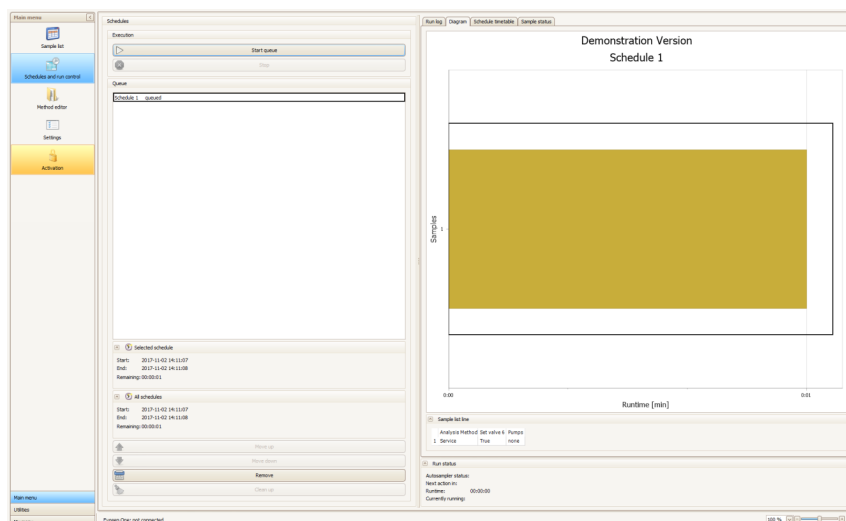 Main menu
Sample list
Schedules and run control
Method editor
Settings
Activation
Main menu
Utilities
Schedules
Execution
Start queue
Stop
Queue
Schedule 1 queued
Selected schedule
Start: 2017-11-02 14:11:07
End: 2017-11-02 14:11:08
Remaining: 00:00:01
All schedules
Start: 2017-11-02 14:11:07
End: 2017-11-02 14:11:08
Remaining: 00:00:01
Move up
Move down
Remove
Clean up
Run log Diagram Schedule timetable Sample status
Demonstration Version
Schedule 1
Samples
1
0:00 0:01
Runtime [min]
Sample list line
Analysis Method Set valve 6 Pumps
1 Service True none
Run status
Autosampler status:
Next action in:
Runtime: 00:00:00
Currently running:
not connected
100 %